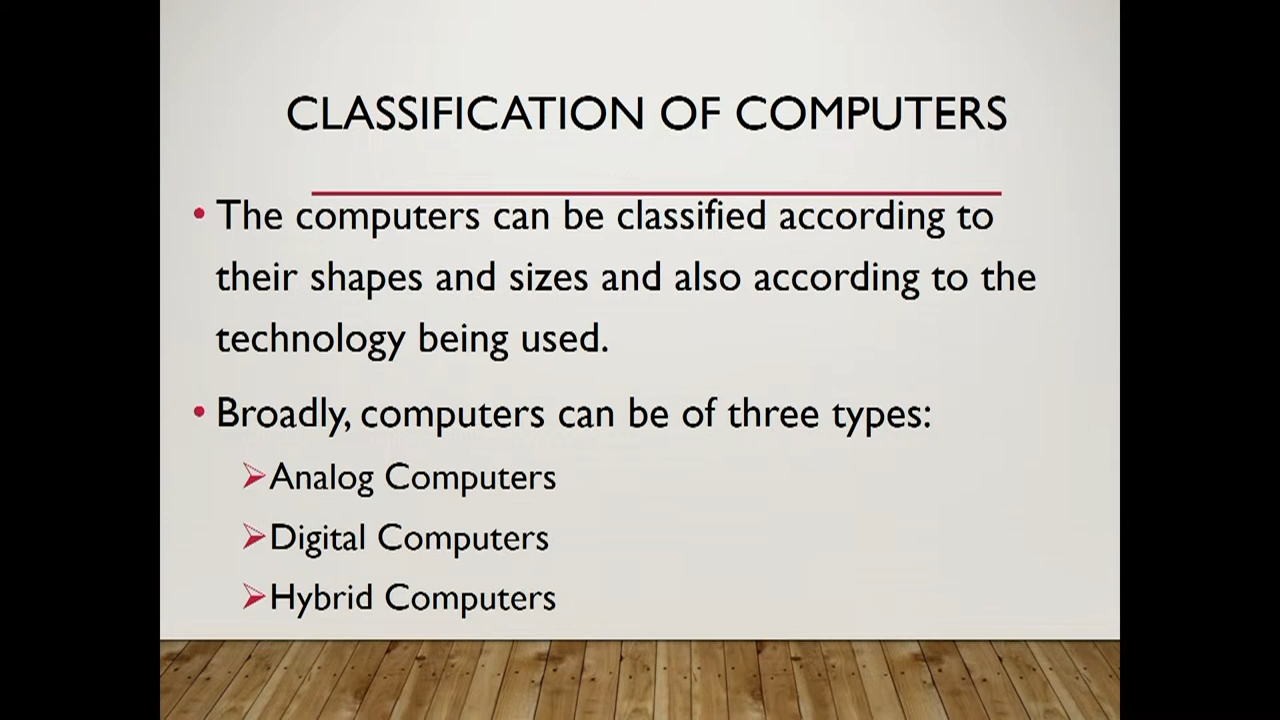 CLASSIFICATION OF COMPUTERS
• The computers can be classified according to
their shapes and sizes and also according to the
technology being used.
• Broadly, computers can be of three types:
➢Analog Computers
➢Digital Computers
➢Hybrid Computers